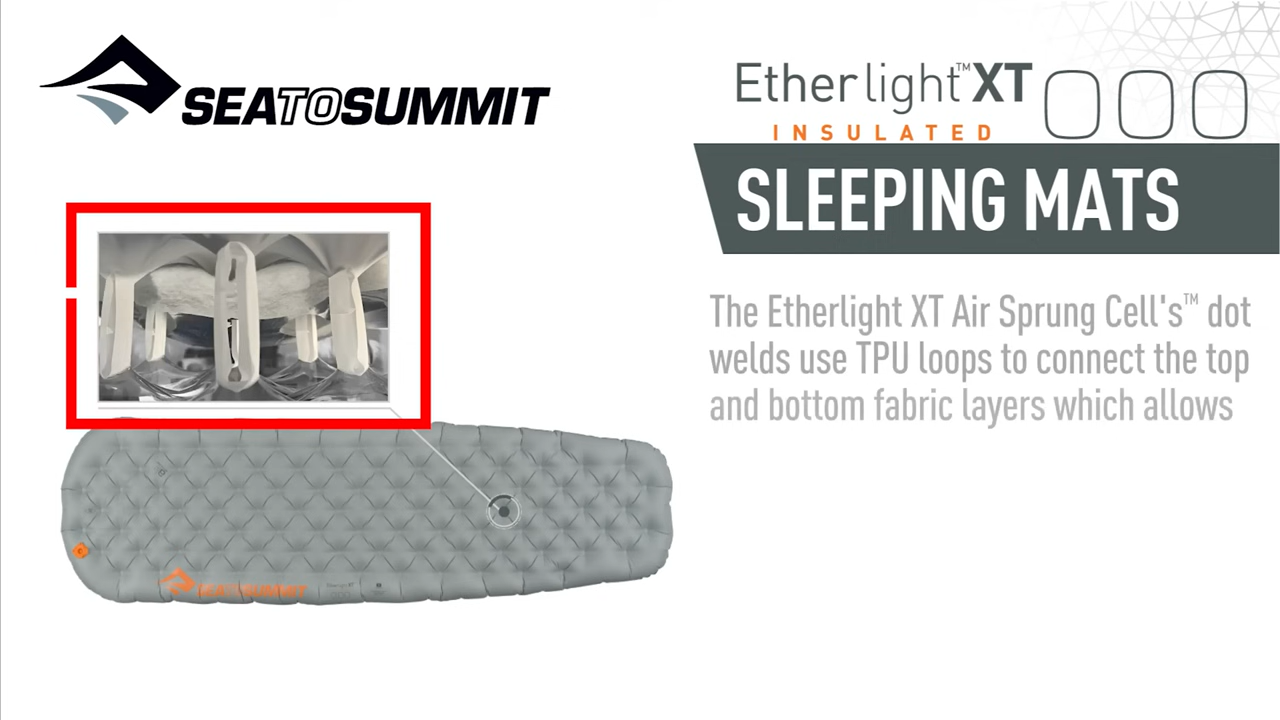 SEATOSUMMIT
Etherlight™XT
INSULATED
SLEEPING MATS
The Etherlight XT Air Sprung Cell's™ dot
welds use TPU loops to connect the top
and bottom fabric layers which allows
SEATOSUMMIT